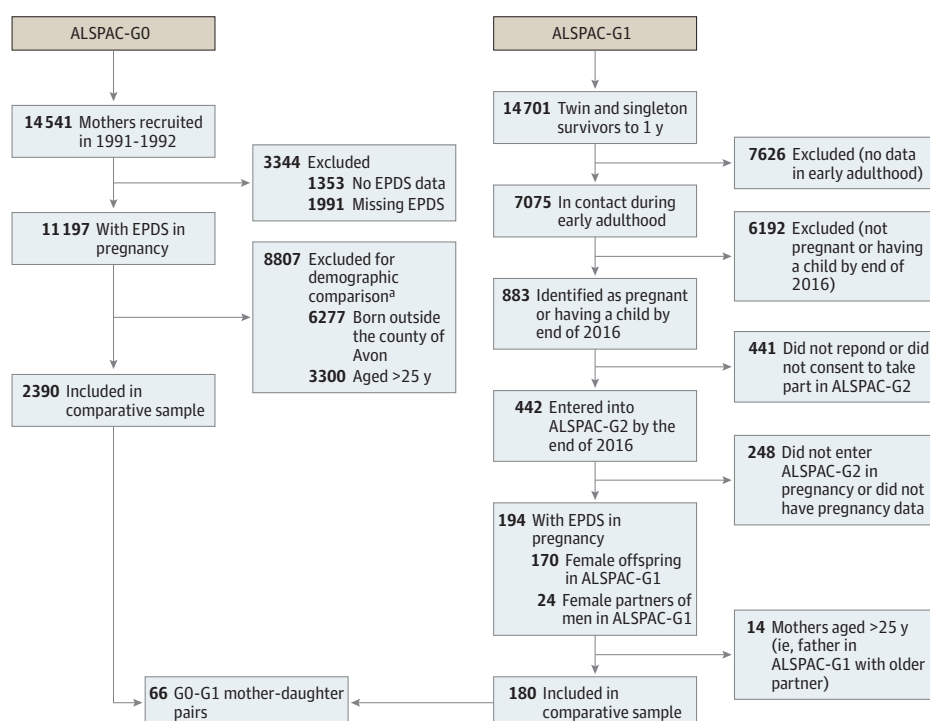 ALSPAC-G0
14541 Mothers recruited
in 1991-1992
3344 Excluded
1353 No EPDS data
1991 Missing EPDS
11197 With EPDS in
pregnancy
8807 Excluded for
demographic
comparisonᵃ
6277 Born outside
the county of
Avon
3300 Aged >25 y
2390 Included in
comparative sample
66 G0-G1 mother-daughter
pairs
ALSPAC-G1
14701 Twin and singleton
survivors to 1 y
7626 Excluded (no data
in early adulthood)
7075 In contact during
early adulthood
6192 Excluded (not
pregnant or having
a child by end of
2016)
883 Identified as pregnant
or having a child by
end of 2016
441 Did not repond or did
not consent to take
part in ALSPAC-G2
442 Entered into
ALSPAC-G2 by the
end of 2016
248 Did not enter
ALSPAC-G2 in
pregnancy or did not
have pregnancy data
194 With EPDS in
pregnancy
170 Female offspring
in ALSPAC-G1
24 Female partners of
men in ALSPAC-G1
14 Mothers aged >25 y
(ie, father in
ALSPAC-G1 with older
partner)
180 Included in
comparative sample